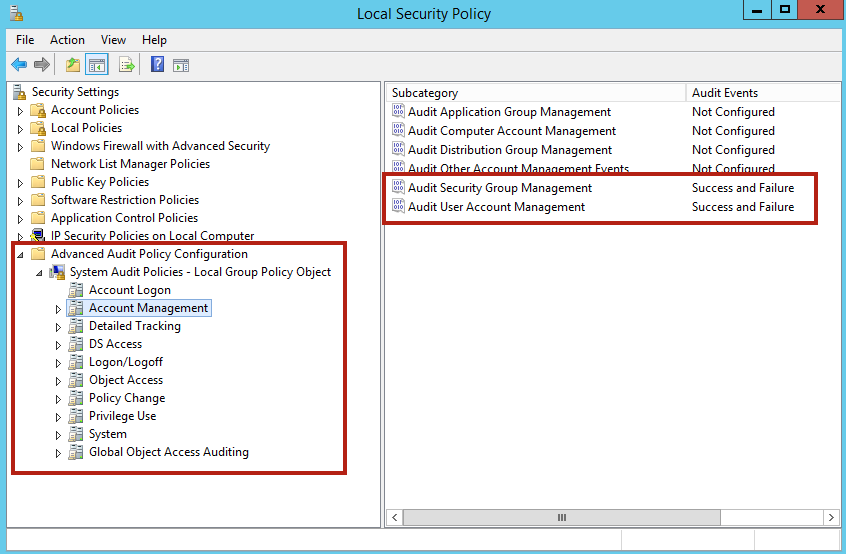 Local Security Policy
File Action View Help
Security Settings
Account Policies
Local Policies
Windows Firewall with Advanced Security
Network List Manager Policies
Public Key Policies
Software Restriction Policies
Application Control Policies
IP Security Policies on Local Computer
Advanced Audit Policy Configuration
System Audit Policies - Local Group Policy Object
Account Logon
Account Management
Detailed Tracking
DS Access
Logon/Logoff
Object Access
Policy Change
Privilege Use
System
Global Object Access Auditing
Subcategory Audit Events
Audit Application Group Management Not Configured
Audit Computer Account Management Not Configured
Audit Distribution Group Management Not Configured
Audit Other Account Management Events Not Configured
Audit Security Group Management Success and Failure
Audit User Account Management Success and Failure